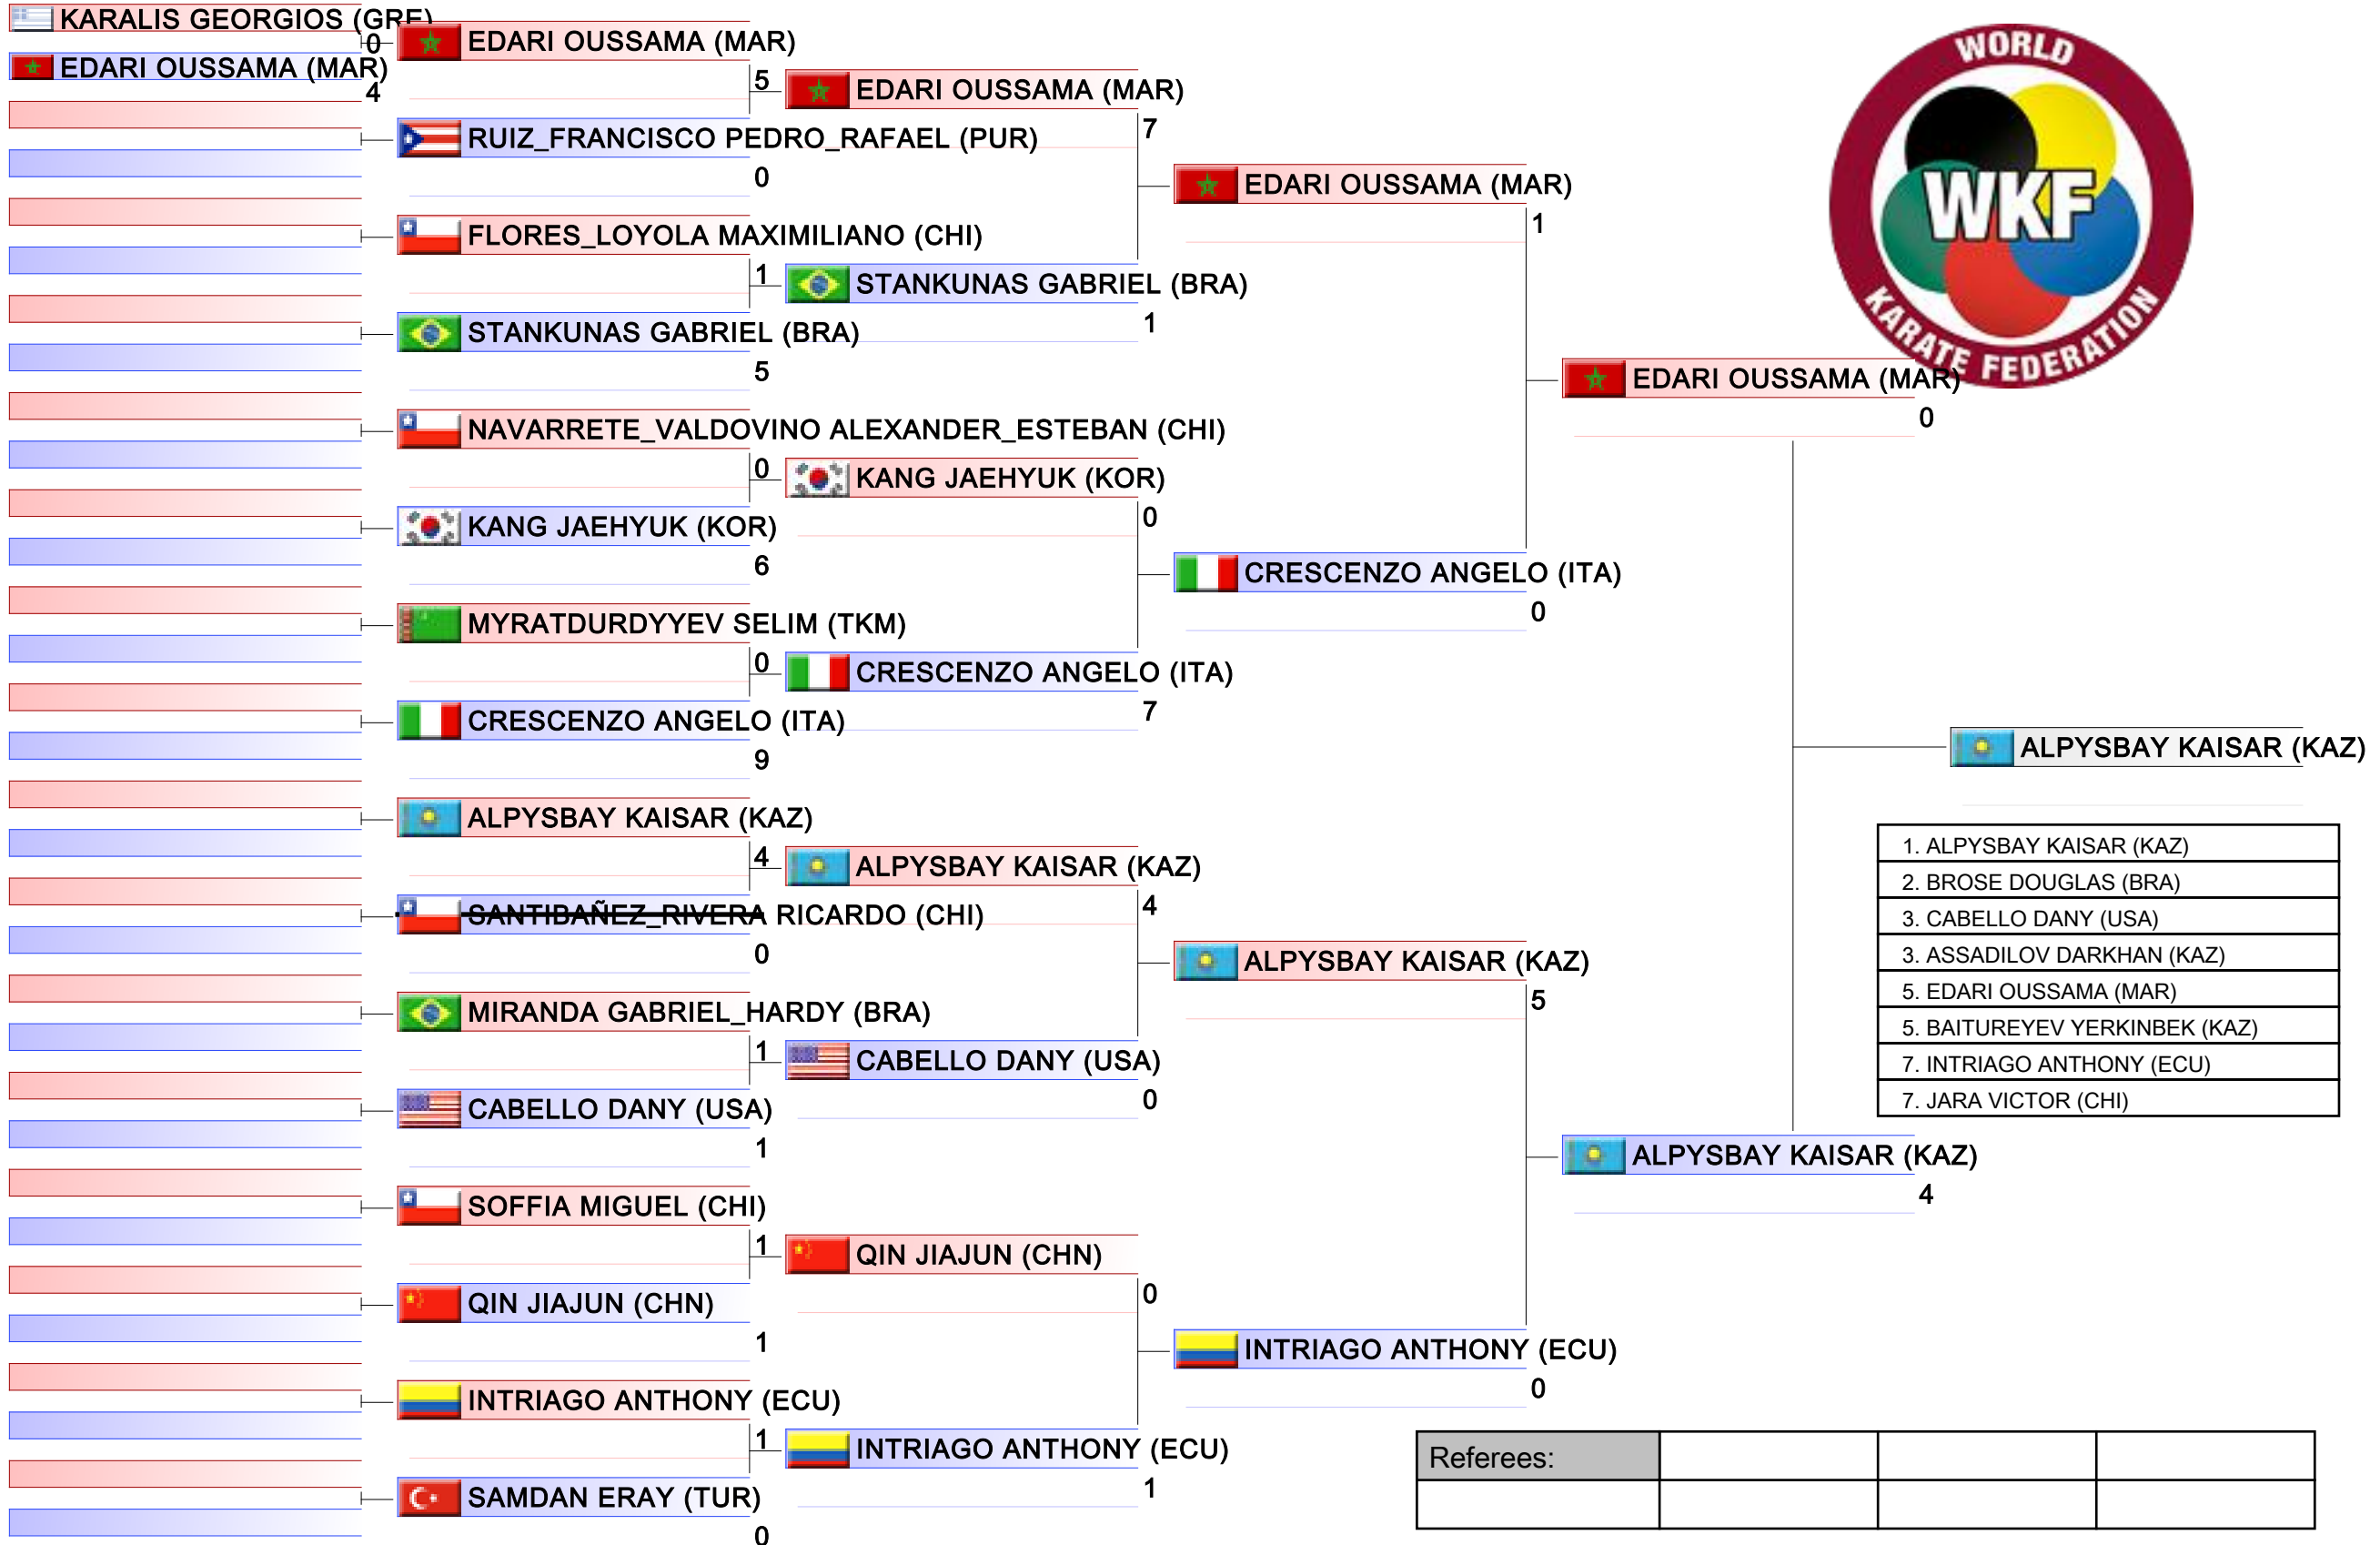 KARALIS GEORGIOS (GRE)
0
EDARI OUSSAMA (MAR)
4
EDARI OUSSAMA (MAR)
5
RUIZ_FRANCISCO PEDRO_RAFAEL (PUR)
0
FLORES_LOYOLA MAXIMILIANO (CHI)
1
STANKUNAS GABRIEL (BRA)
5
NAVARRETE_VALDOVINO ALEXANDER_ESTEBAN (CHI)
0
KANG JAEHYUK (KOR)
6
MYRATDURDYYEV SELIM (TKM)
0
CRESCENZO ANGELO (ITA)
9
ALPYSBAY KAISAR (KAZ)
4
SANTIBAÑEZ_RIVERA RICARDO (CHI)
0
MIRANDA GABRIEL_HARDY (BRA)
1
CABELLO DANY (USA)
1
SOFFIA MIGUEL (CHI)
1
QIN JIAJUN (CHN)
1
INTRIAGO ANTHONY (ECU)
1
SAMDAN ERAY (TUR)
0
EDARI OUSSAMA (MAR)
7
STANKUNAS GABRIEL (BRA)
1
KANG JAEHYUK (KOR)
0
CRESCENZO ANGELO (ITA)
7
ALPYSBAY KAISAR (KAZ)
4
CABELLO DANY (USA)
0
QIN JIAJUN (CHN)
0
INTRIAGO ANTHONY (ECU)
1
EDARI OUSSAMA (MAR)
1
CRESCENZO ANGELO (ITA)
0
ALPYSBAY KAISAR (KAZ)
5
INTRIAGO ANTHONY (ECU)
0
EDARI OUSSAMA (MAR)
0
ALPYSBAY KAISAR (KAZ)
4
ALPYSBAY KAISAR (KAZ)
WORLD
WKF
KARATE FEDERATION
1. ALPYSBAY KAISAR (KAZ)
2. BROSE DOUGLAS (BRA)
3. CABELLO DANY (USA)
3. ASSADILOV DARKHAN (KAZ)
5. EDARI OUSSAMA (MAR)
5. BAITUREYEV YERKINBEK (KAZ)
7. INTRIAGO ANTHONY (ECU)
7. JARA VICTOR (CHI)
Referees: